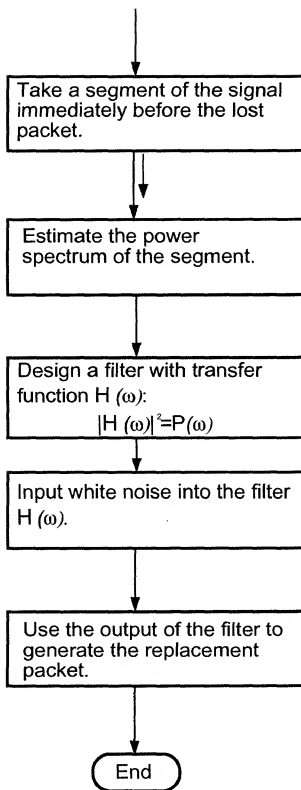 Take a segment of the signal
immediately before the lost
packet.
Estimate the power
spectrum of the segment.
Design a filter with transfer
function H (ω):
|H (ω)|²=P(ω)
Input white noise into the filter
H (ω).
Use the output of the filter to
generate the replacement
packet.
End